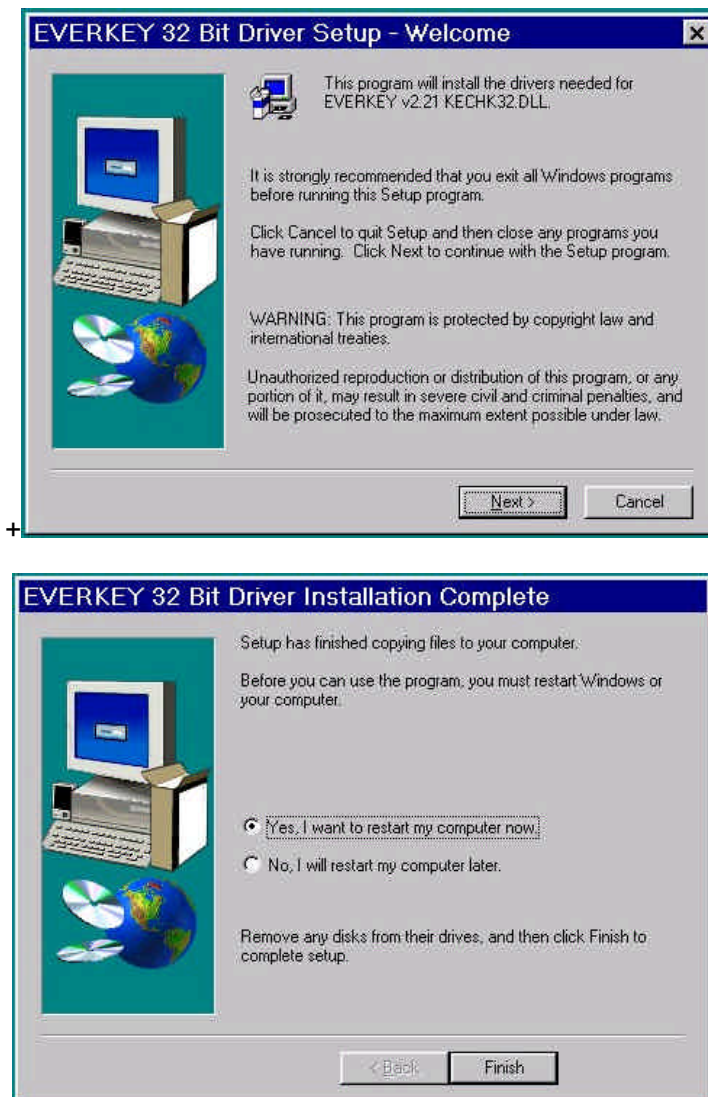 EVERKEY 32 Bit Driver Setup - Welcome
This program will install the drivers needed for
EVERKEY v2.21 KECHK32.DLL.
It is strongly recommended that you exit all Windows programs
before running this Setup program.
Click Cancel to quit Setup and then close any programs you
have running. Click Next to continue with the Setup program.
WARNING: This program is protected by copyright law and
international treaties.
Unauthorized reproduction or distribution of this program, or any
portion of it, may result in severe civil and criminal penalties, and
will be prosecuted to the maximum extent possible under law.
Next >
Cancel
+
EVERKEY 32 Bit Driver Installation Complete
Setup has finished copying files to your computer.
Before you can use the program, you must restart Windows or
your computer.
Yes, I want to restart my computer now.
No, I will restart my computer later.
Remove any disks from their drives, and then click Finish to
complete setup.
< Back
Finish